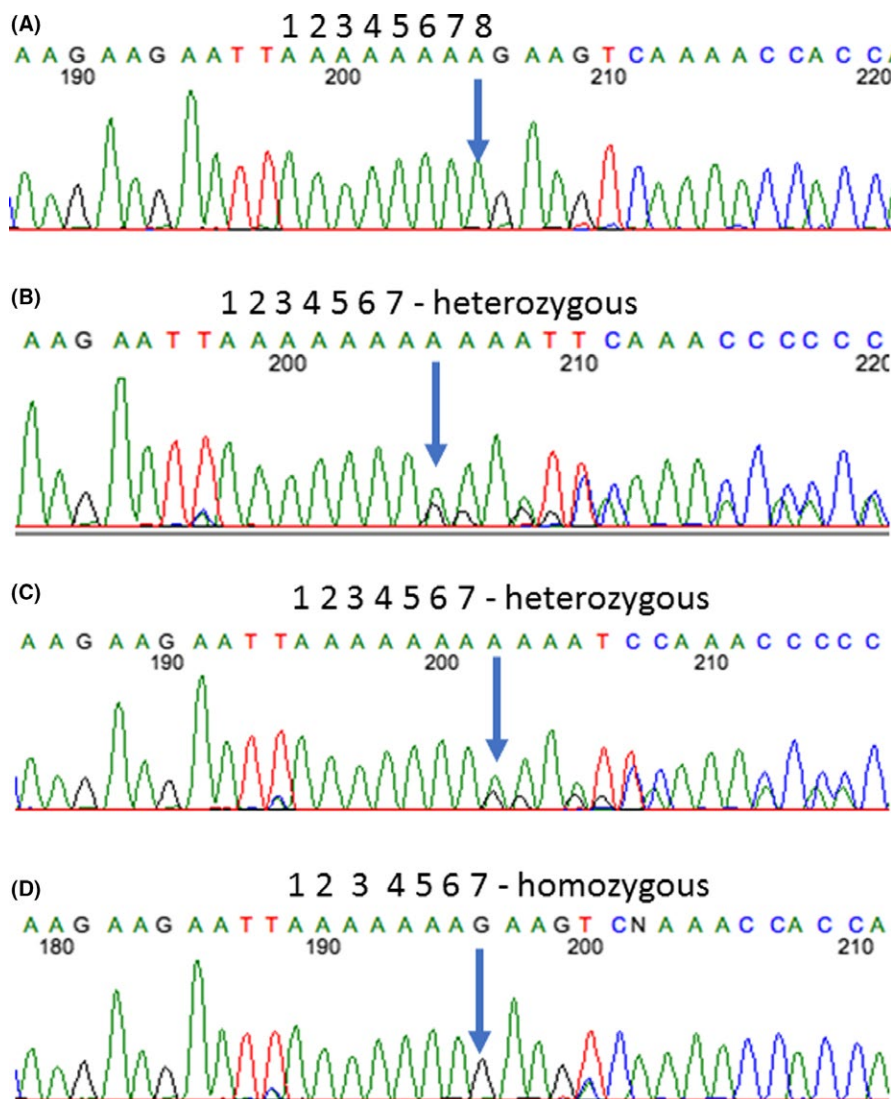 (A)
1 2 3 4 5 6 7 8
A A G A A G A A T T A A A A A A A A G A A G T C A A A A C C A C C A
190 200 210 220
(B)
1 2 3 4 5 6 7 - heterozygous
A A G A A T T A A A A A A A A A A A T T C A A A C C C C C C
200 210 220
(C)
1 2 3 4 5 6 7 - heterozygous
A A G A A G A A T T A A A A A A A A A A A T C C A A A C C C C C
190 200 210
(D)
1 2 3 4 5 6 7 - homozygous
A A G A A G A A T T A A A A A A A G A A G T C N A A A C C A C C A
180 190 200 210